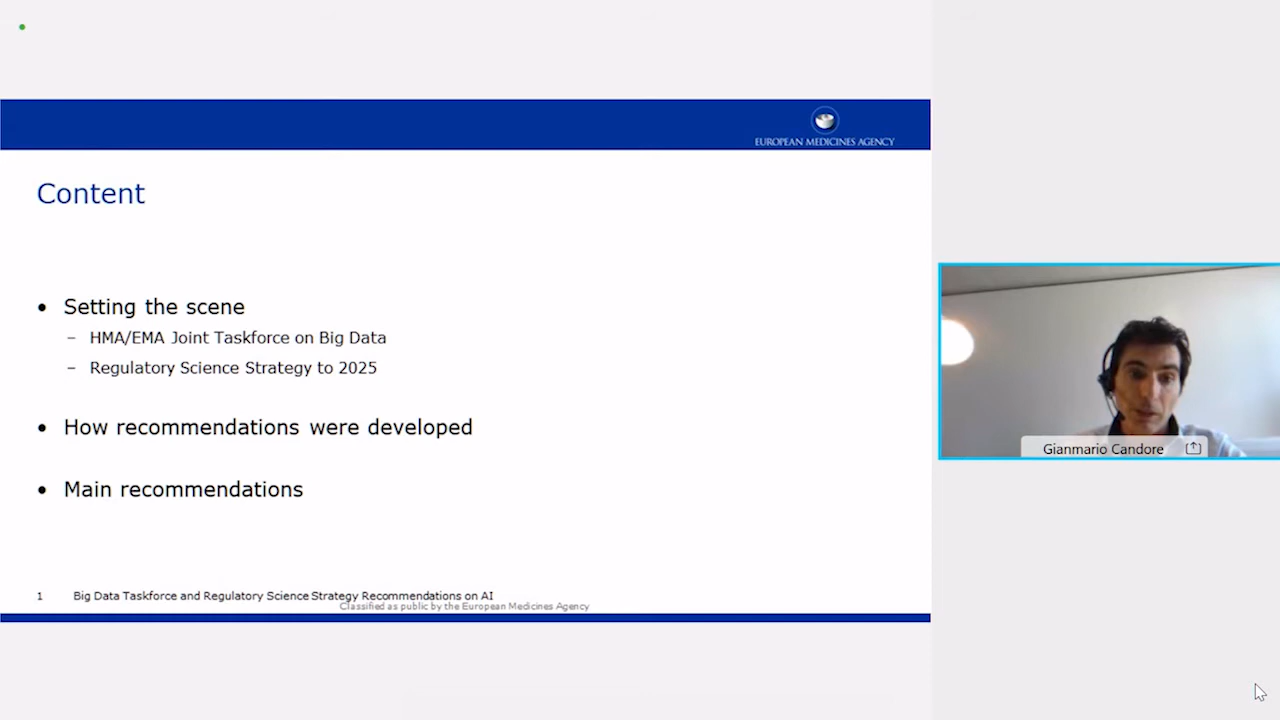 EUROPEAN MEDICINES AGENCY
Content
• Setting the scene
– HMA/EMA Joint Taskforce on Big Data
– Regulatory Science Strategy to 2025
• How recommendations were developed
• Main recommendations
1 Big Data Taskforce and Regulatory Science Strategy Recommendations on AI
Classified as public by the European Medicines Agency
Gianmario Candore